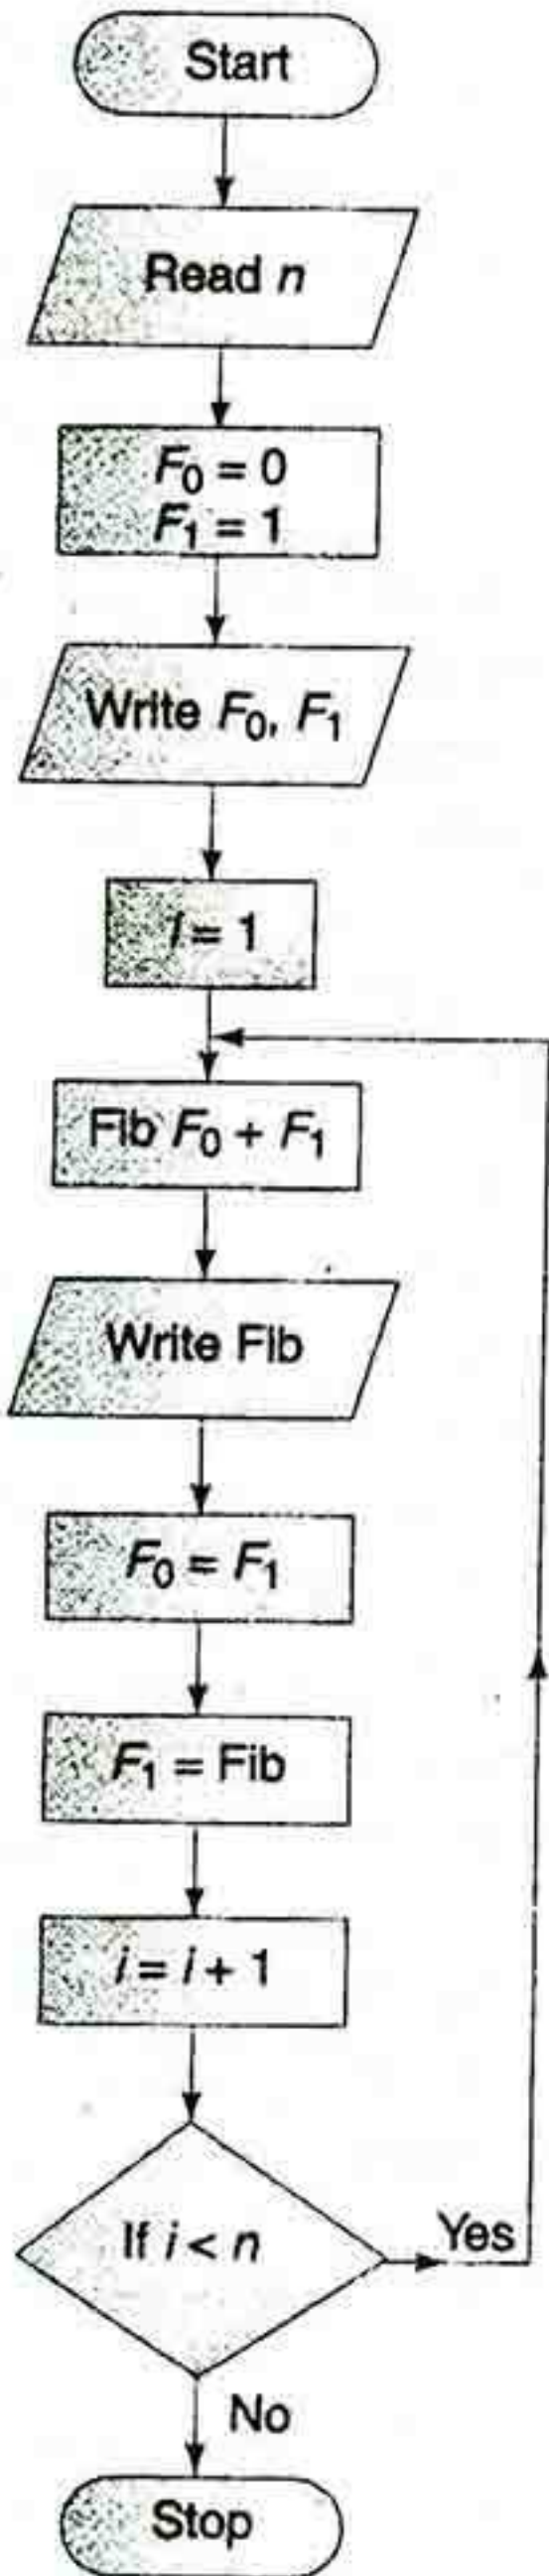 Start
Read n
F₀ = 0
F₁ = 1
Write F₀, F₁
i = 1
Fib F₀ + F₁
Write Fib
F₀ = F₁
F₁ = Fib
i = i + 1
If i < n
Yes
No
Stop